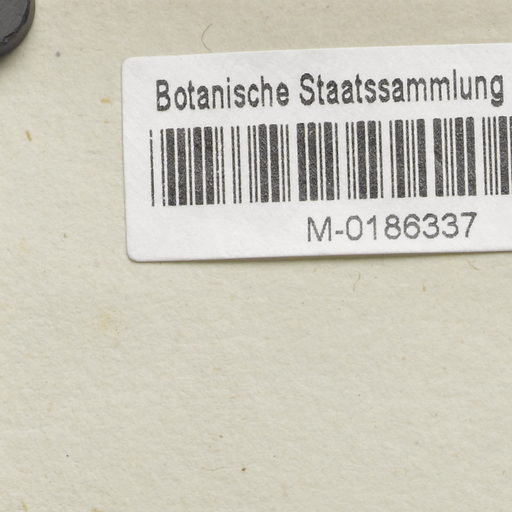 Botanische Staatssammlung
M-0186337